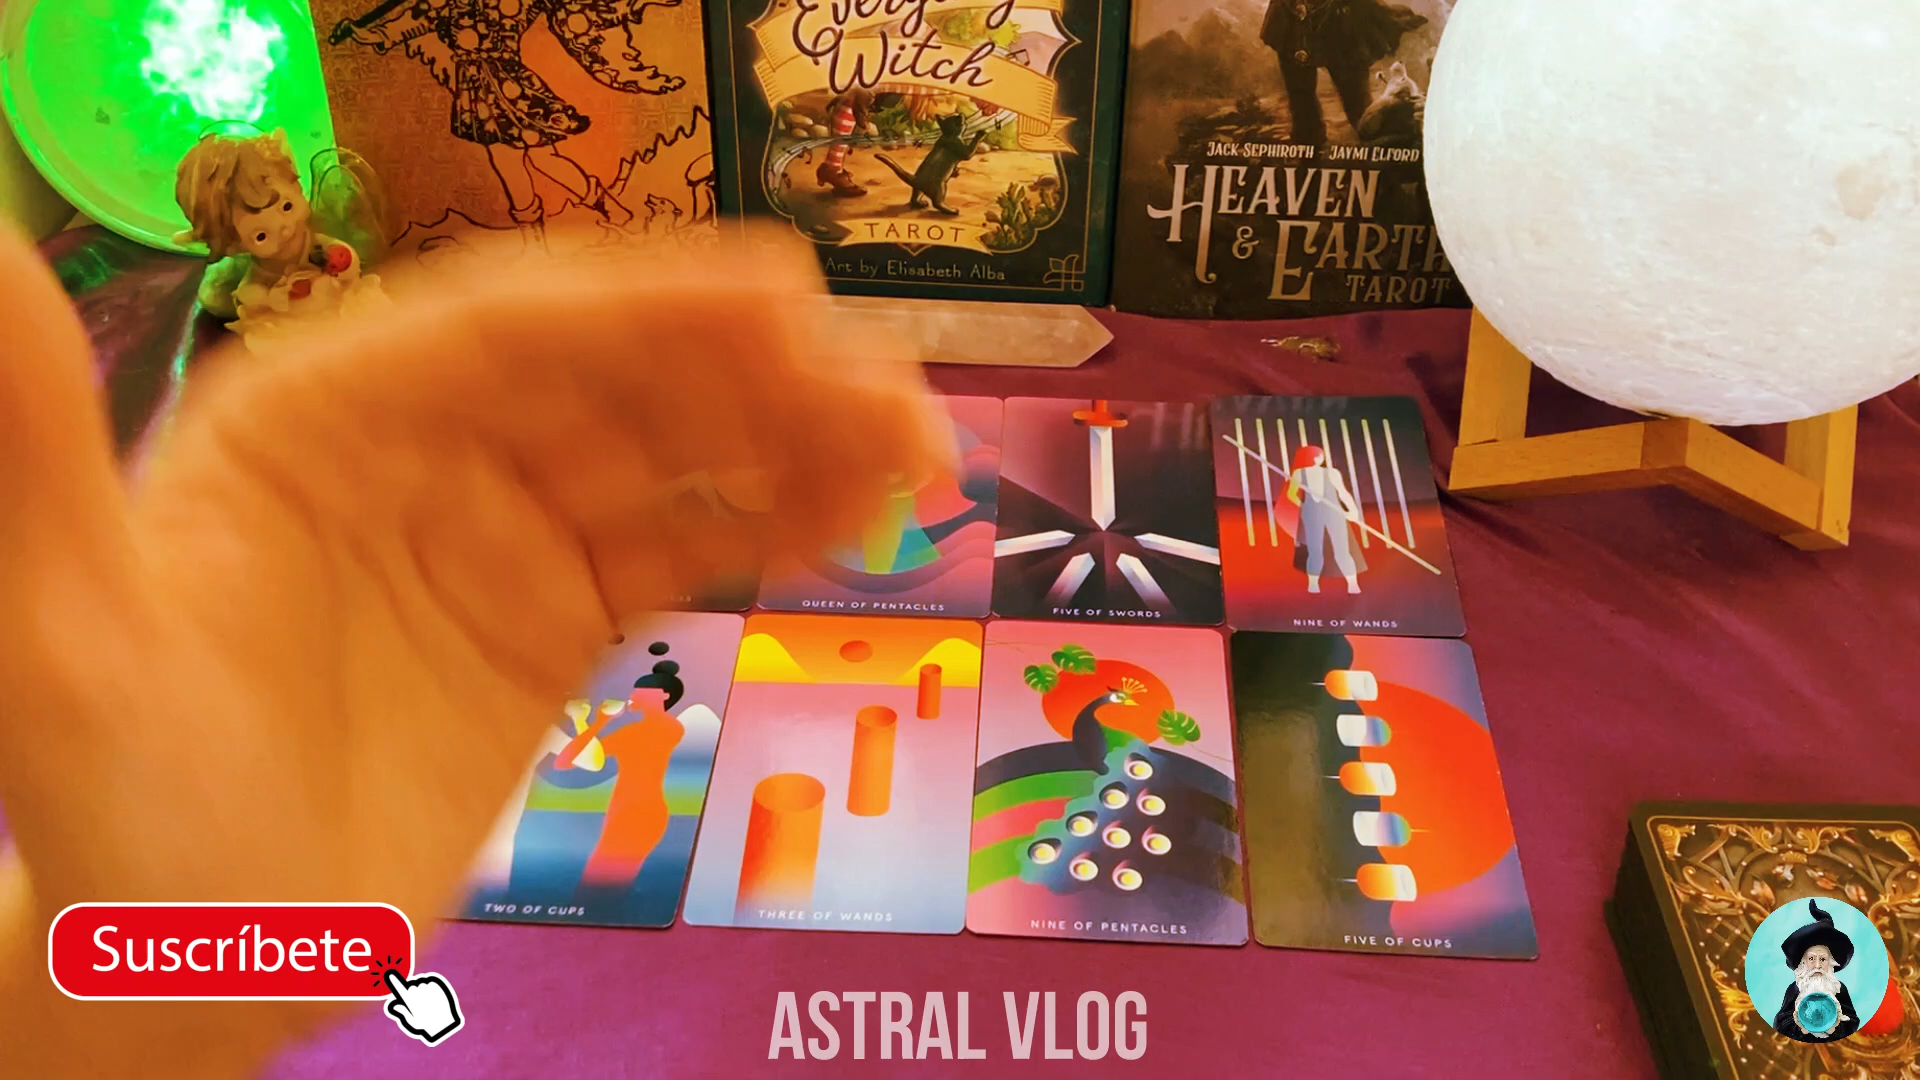 Everyday
Witch
TAROT
Art by Elisabeth Alba
JACK SEPHIROTH - JAYMI ELFORD
HEAVEN
& EARTH
TAROT
QUEEN OF PENTACLES
FIVE OF SWORDS
NINE OF WANDS
TWO OF CUPS
THREE OF WANDS
NINE OF PENTACLES
FIVE OF CUPS
Suscríbete
ASTRAL VLOG